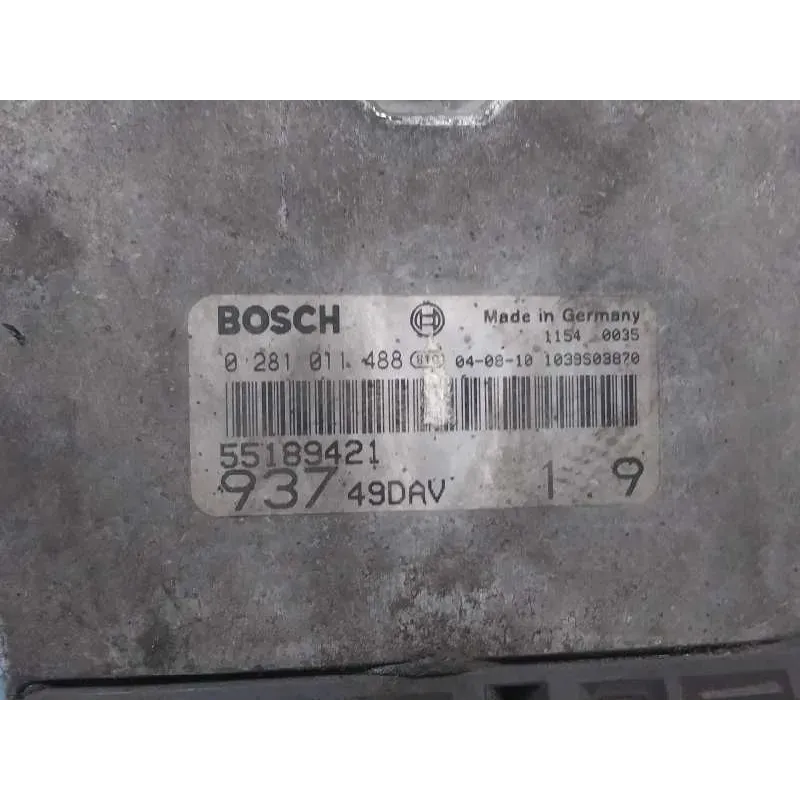 BOSCH Made in Germany
1154 0035
0 281 011 488 04-08-10 1039S03870
55189421
937 49DAV 1.9